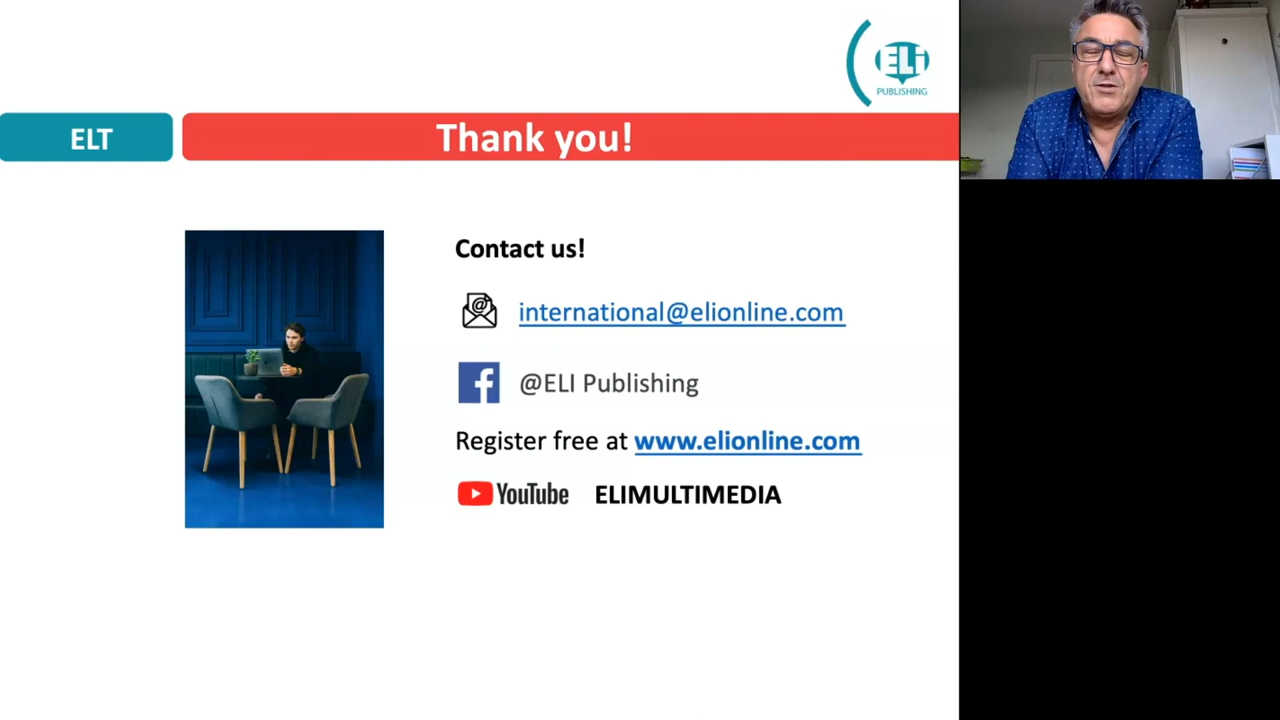 ELi
PUBLISHING
ELT
Thank you!
Contact us!
international@elionline.com
@ELI Publishing
Register free at www.elionline.com
YouTube ELIMULTIMEDIA